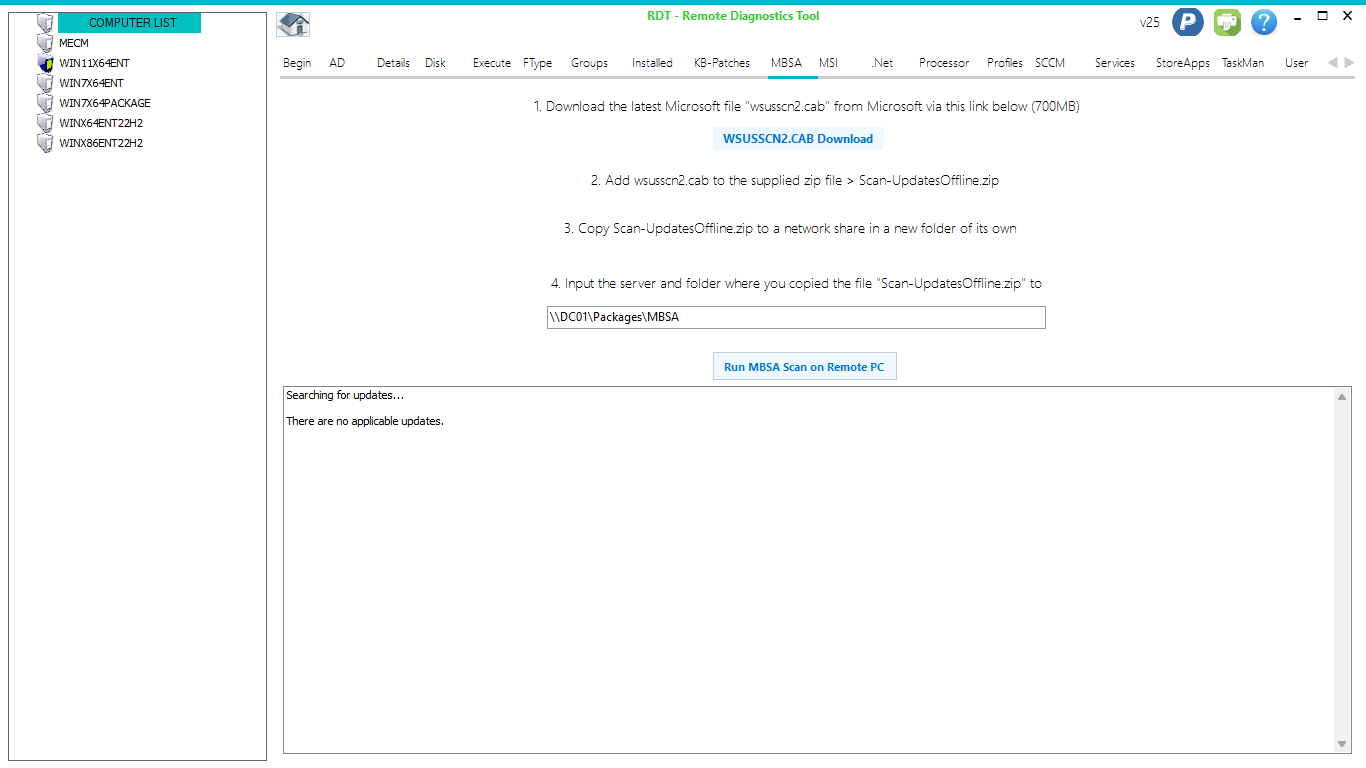 COMPUTER LIST
MECM
WIN11X64ENT
WIN7X64ENT
WIN7X64PACKAGE
WINX64ENT22H2
WINX86ENT22H2
RDT - Remote Diagnostics Tool
v25 P ?
Begin AD Details Disk Execute FType Groups Installed KB-Patches MBSA MSI .Net Processor Profiles SCCM Services StoreApps TaskMan User
1. Download the latest Microsoft file "wsusscn2.cab" from Microsoft via this link below (700MB)
WSUSSCN2.CAB Download
2. Add wsusscn2.cab to the supplied zip file > Scan-UpdatesOffline.zip
3. Copy Scan-UpdatesOffline.zip to a network share in a new folder of its own
4. Input the server and folder where you copied the file "Scan-UpdatesOffline.zip" to
\\DC01\Packages\MBSA
Run MBSA Scan on Remote PC
Searching for updates...
There are no applicable updates.